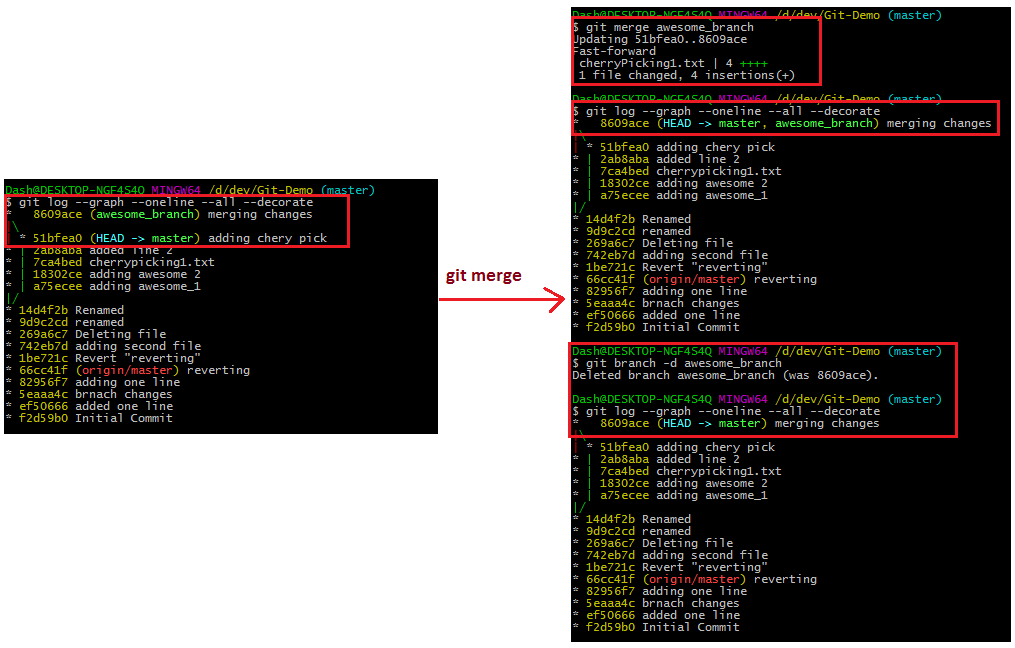 Dash@DESKTOP-NGF4S4Q MINGW64 /d/dev/Git-Demo (master)
$ git log --graph --oneline --all --decorate
*   8609ace (awesome_branch) merging changes
|\
| * 51bfea0 (HEAD -> master) adding chery pick
* | 2ab8aba added line 2
* | 7ca4bed cherrypicking1.txt
* | 18302ce adding awesome 2
* | a75ecee adding awesome_1
|/
* 14d4f2b Renamed
* 9d9c2cd renamed
* 269a6c7 Deleting file
* 742eb7d adding second file
* 1be721c Revert "reverting"
* 66cc41f (origin/master) reverting
* 82956f7 adding one line
* 5eaaa4c brnach changes
* ef50666 added one line
* f2d59b0 Initial Commit
git merge
Dash@DESKTOP-NGF4S4Q MINGW64 /d/dev/Git-Demo (master)
$ git merge awesome_branch
Updating 51bfea0..8609ace
Fast-forward
 cherryPicking1.txt | 4 ++++
 1 file changed, 4 insertions(+)
Dash@DESKTOP-NGF4S4Q MINGW64 /d/dev/Git-Demo (master)
$ git log --graph --oneline --all --decorate
*   8609ace (HEAD -> master, awesome_branch) merging changes
|\
| * 51bfea0 adding chery pick
* | 2ab8aba added line 2
* | 7ca4bed cherrypicking1.txt
* | 18302ce adding awesome 2
* | a75ecee adding awesome_1
|/
* 14d4f2b Renamed
* 9d9c2cd renamed
* 269a6c7 Deleting file
* 742eb7d adding second file
* 1be721c Revert "reverting"
* 66cc41f (origin/master) reverting
* 82956f7 adding one line
* 5eaaa4c brnach changes
* ef50666 added one line
* f2d59b0 Initial Commit
Dash@DESKTOP-NGF4S4Q MINGW64 /d/dev/Git-Demo (master)
$ git branch -d awesome_branch
Deleted branch awesome_branch (was 8609ace).
Dash@DESKTOP-NGF4S4Q MINGW64 /d/dev/Git-Demo (master)
$ git log --graph --oneline --all --decorate
*   8609ace (HEAD -> master) merging changes
|\
| * 51bfea0 adding chery pick
* | 2ab8aba added line 2
* | 7ca4bed cherrypicking1.txt
* | 18302ce adding awesome 2
* | a75ecee adding awesome_1
|/
* 14d4f2b Renamed
* 9d9c2cd renamed
* 269a6c7 Deleting file
* 742eb7d adding second file
* 1be721c Revert "reverting"
* 66cc41f (origin/master) reverting
* 82956f7 adding one line
* 5eaaa4c brnach changes
* ef50666 added one line
* f2d59b0 Initial Commit